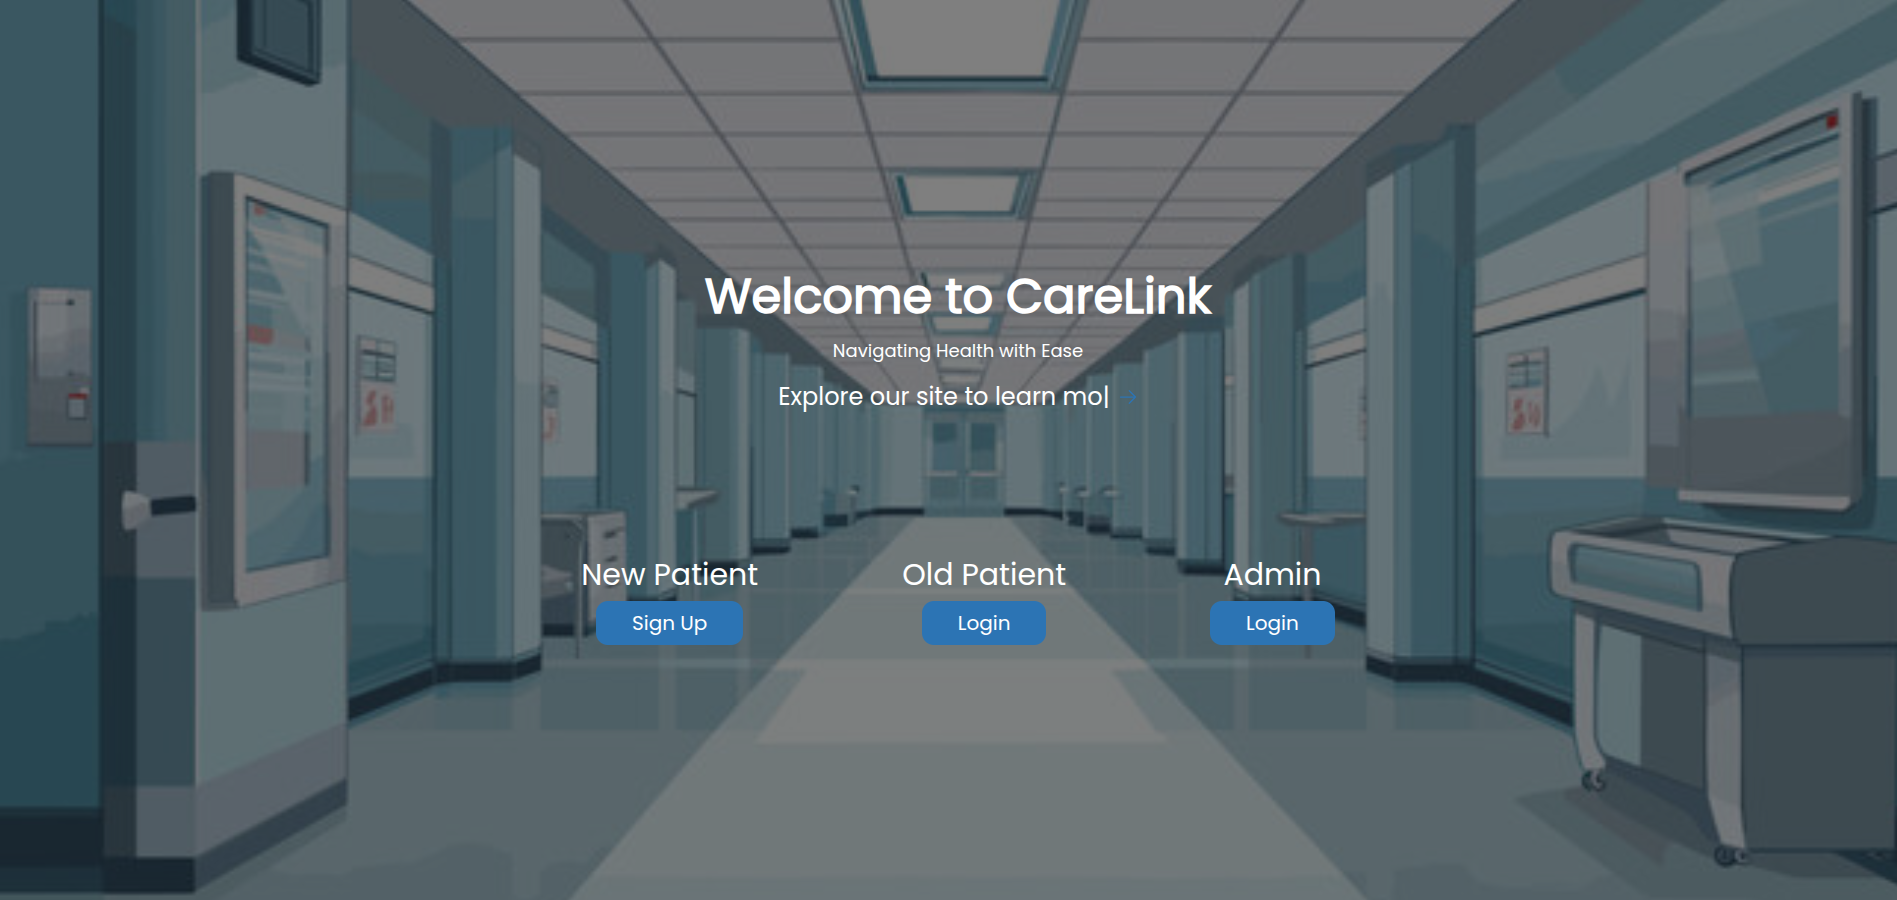 Welcome to CareLink
Navigating Health with Ease
Explore our site to learn mo| →
New Patient Old Patient Admin
Sign Up Login Login